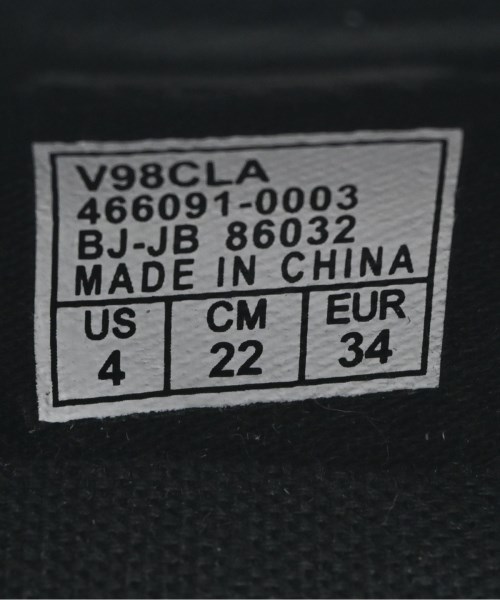 V98CLA
466091-0003
BJ-JB 86032
MADE IN CHINA
US CM EUR
4 22 34